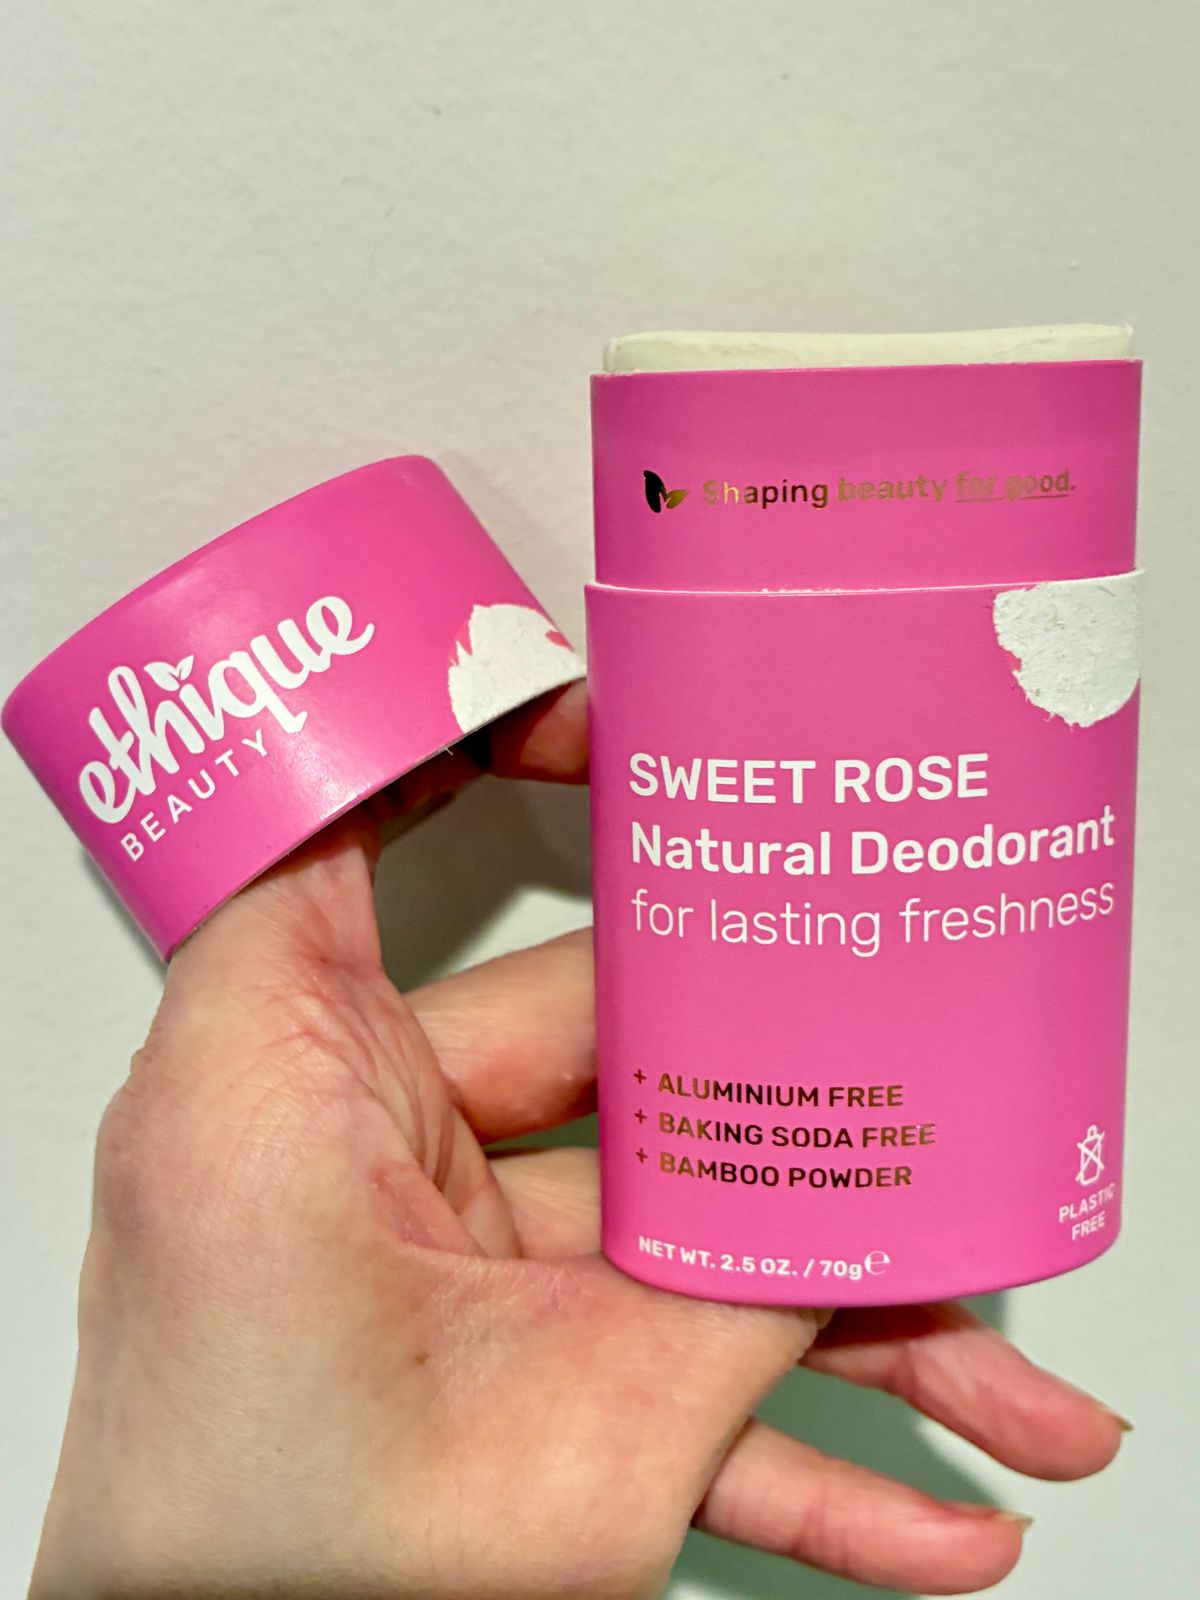 ethique
BEAUTY
Shaping beauty for good.
SWEET ROSE
Natural Deodorant
for lasting freshness
+ ALUMINIUM FREE
+ BAKING SODA FREE
+ BAMBOO POWDER
PLASTIC
FREE
NET WT. 2.5 OZ. / 70g℮